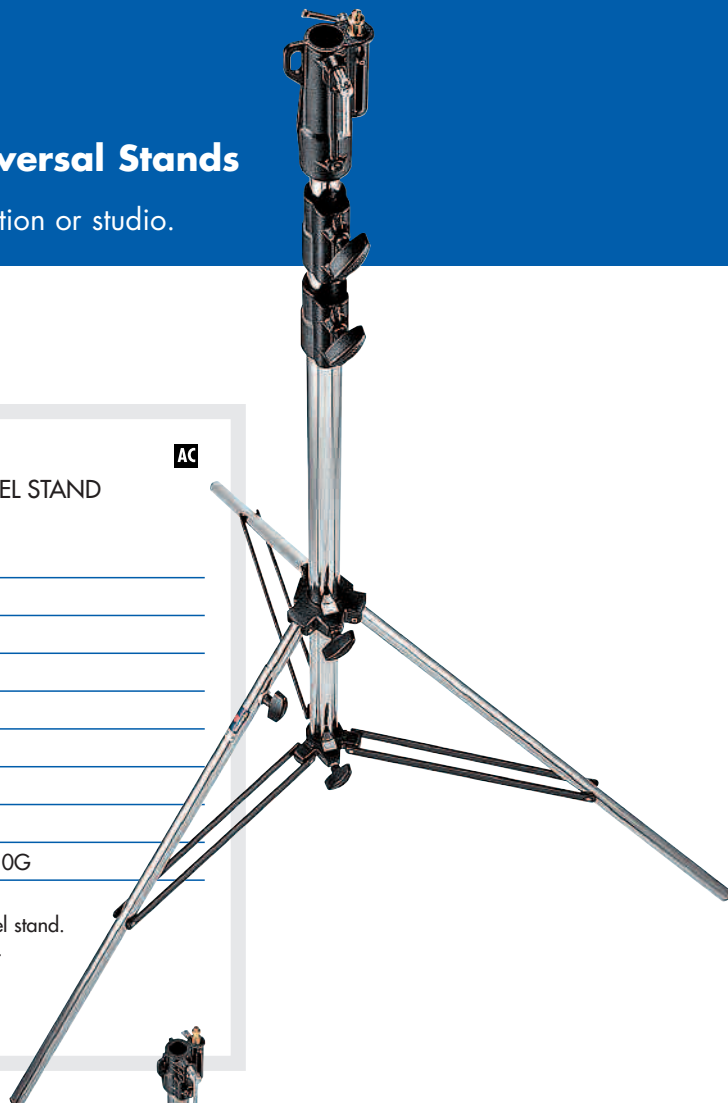 versal Stands
tion or studio.
AC
EL STAND
0G
el stand.